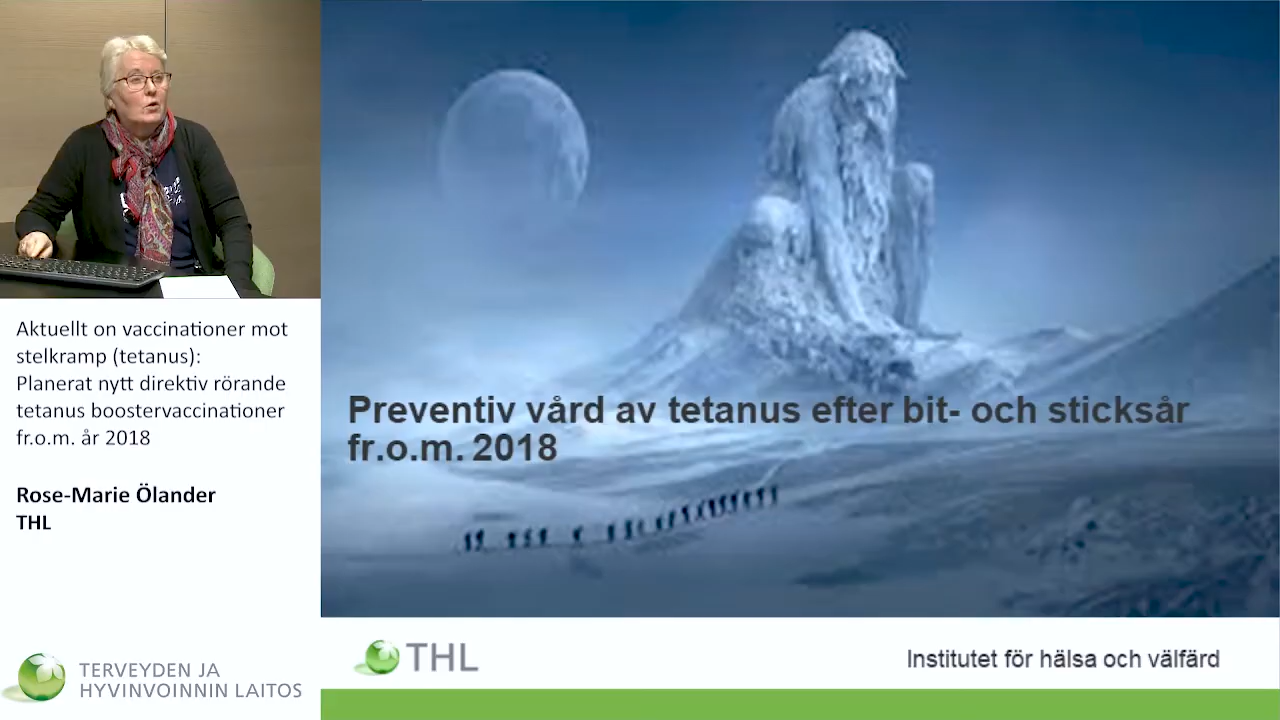 Aktuellt on vaccinationer mot
stelkramp (tetanus):
Planerat nytt direktiv rörande
tetanus boostervaccinationer
fr.o.m. år 2018
Rose-Marie Ölander
THL
TERVEYDEN JA
HYVINVOINNIN LAITOS
Preventiv vård av tetanus efter bit- och sticksår
fr.o.m. 2018
THL
Institutet för hälsa och välfärd